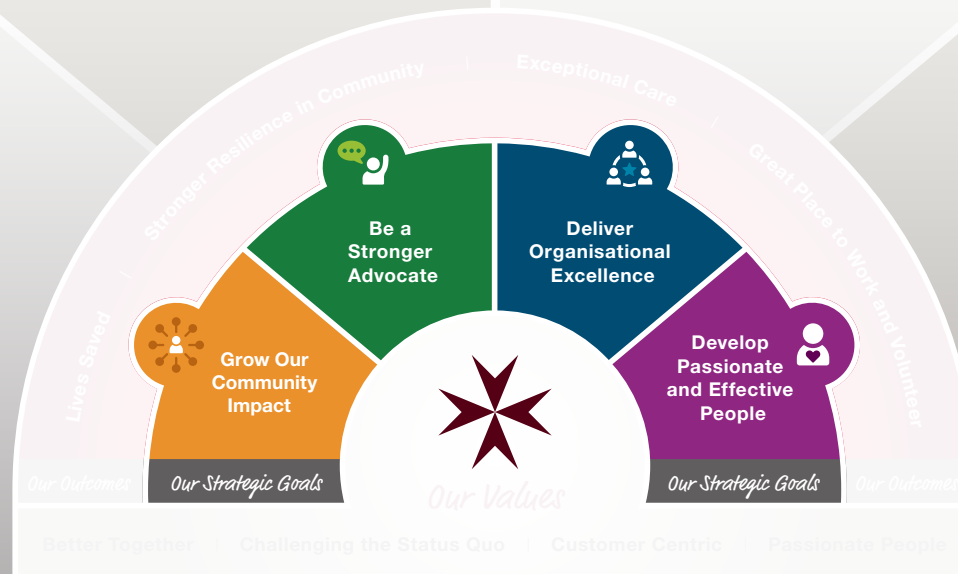 Lives Saved | Stronger Resilience in Community | Exceptional Care | Great Place to Work and Volunteer
Be a
Stronger
Advocate
Deliver
Organisational
Excellence
Grow Our
Community
Impact
Develop
Passionate
and Effective
People
Our Outcomes
Our Strategic Goals
Our Strategic Goals
Our Outcomes
Our Values
Better Together | Challenging the Status Quo | Customer Centric | Passionate People